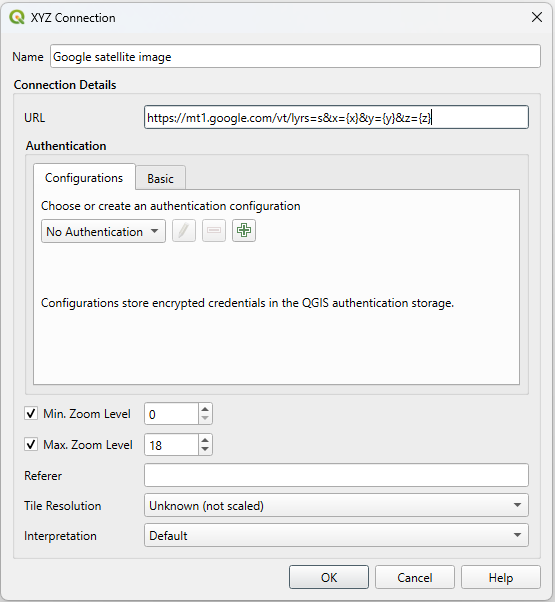 XYZ Connection
Name Google satellite image
Connection Details
URL https://mt1.google.com/vt/lyrs=s&x={x}&y={y}&z={z}
Authentication
Configurations Basic
Choose or create an authentication configuration
No Authentication
Configurations store encrypted credentials in the QGIS authentication storage.
Min. Zoom Level 0
Max. Zoom Level 18
Referer
Tile Resolution Unknown (not scaled)
Interpretation Default
OK Cancel Help